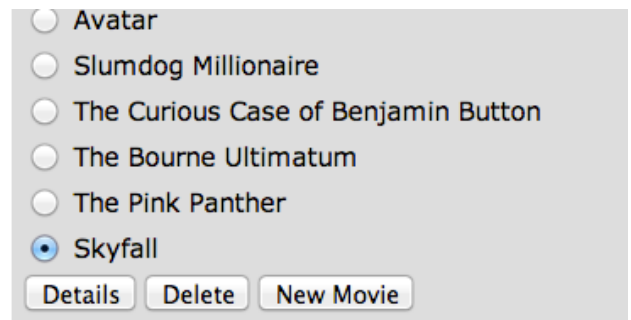 Avatar
Slumdog Millionaire
The Curious Case of Benjamin Button
The Bourne Ultimatum
The Pink Panther
Skyfall
Details Delete New Movie